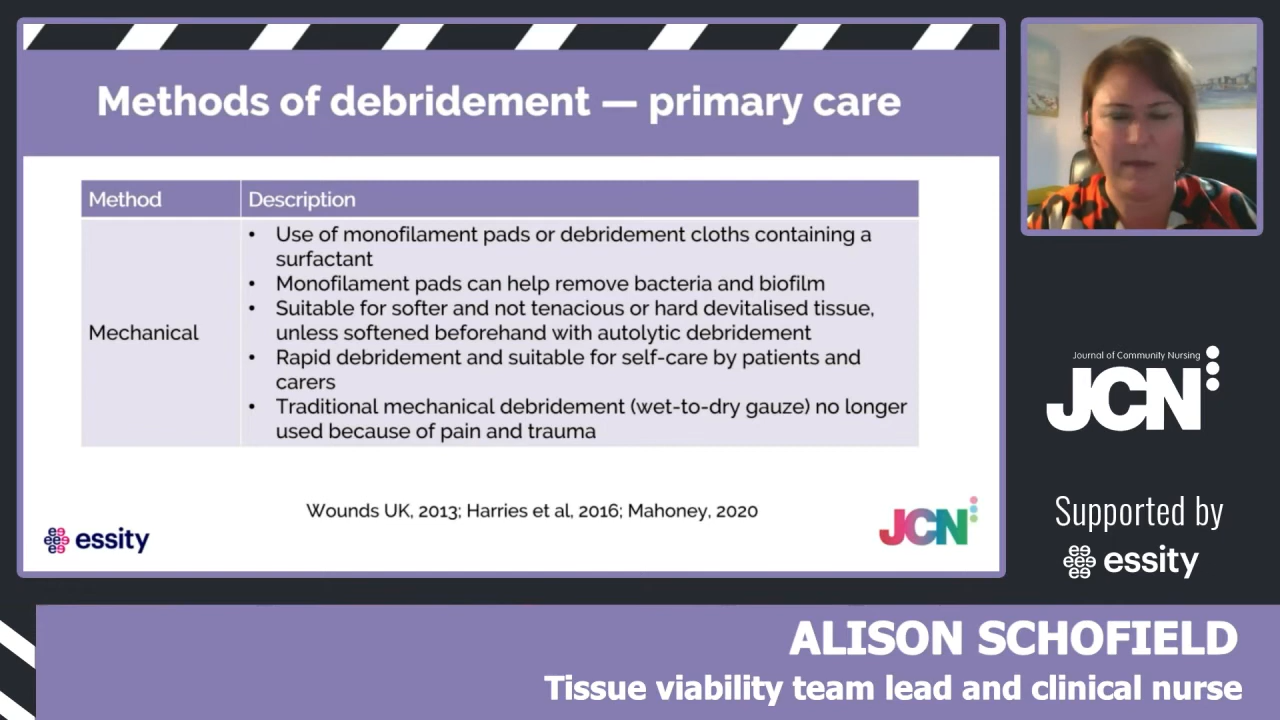 Methods of debridement — primary care
Method
Description
Mechanical
• Use of monofilament pads or debridement cloths containing a
surfactant
• Monofilament pads can help remove bacteria and biofilm
• Suitable for softer and not tenacious or hard devitalised tissue,
unless softened beforehand with autolytic debridement
• Rapid debridement and suitable for self-care by patients and
carers
• Traditional mechanical debridement (wet-to-dry gauze) no longer
used because of pain and trauma
Wounds UK, 2013; Harries et al, 2016; Mahoney, 2020
essity
JCN
Journal of Community Nursing
JCN
Supported by
essity
ALISON SCHOFIELD
Tissue viability team lead and clinical nurse